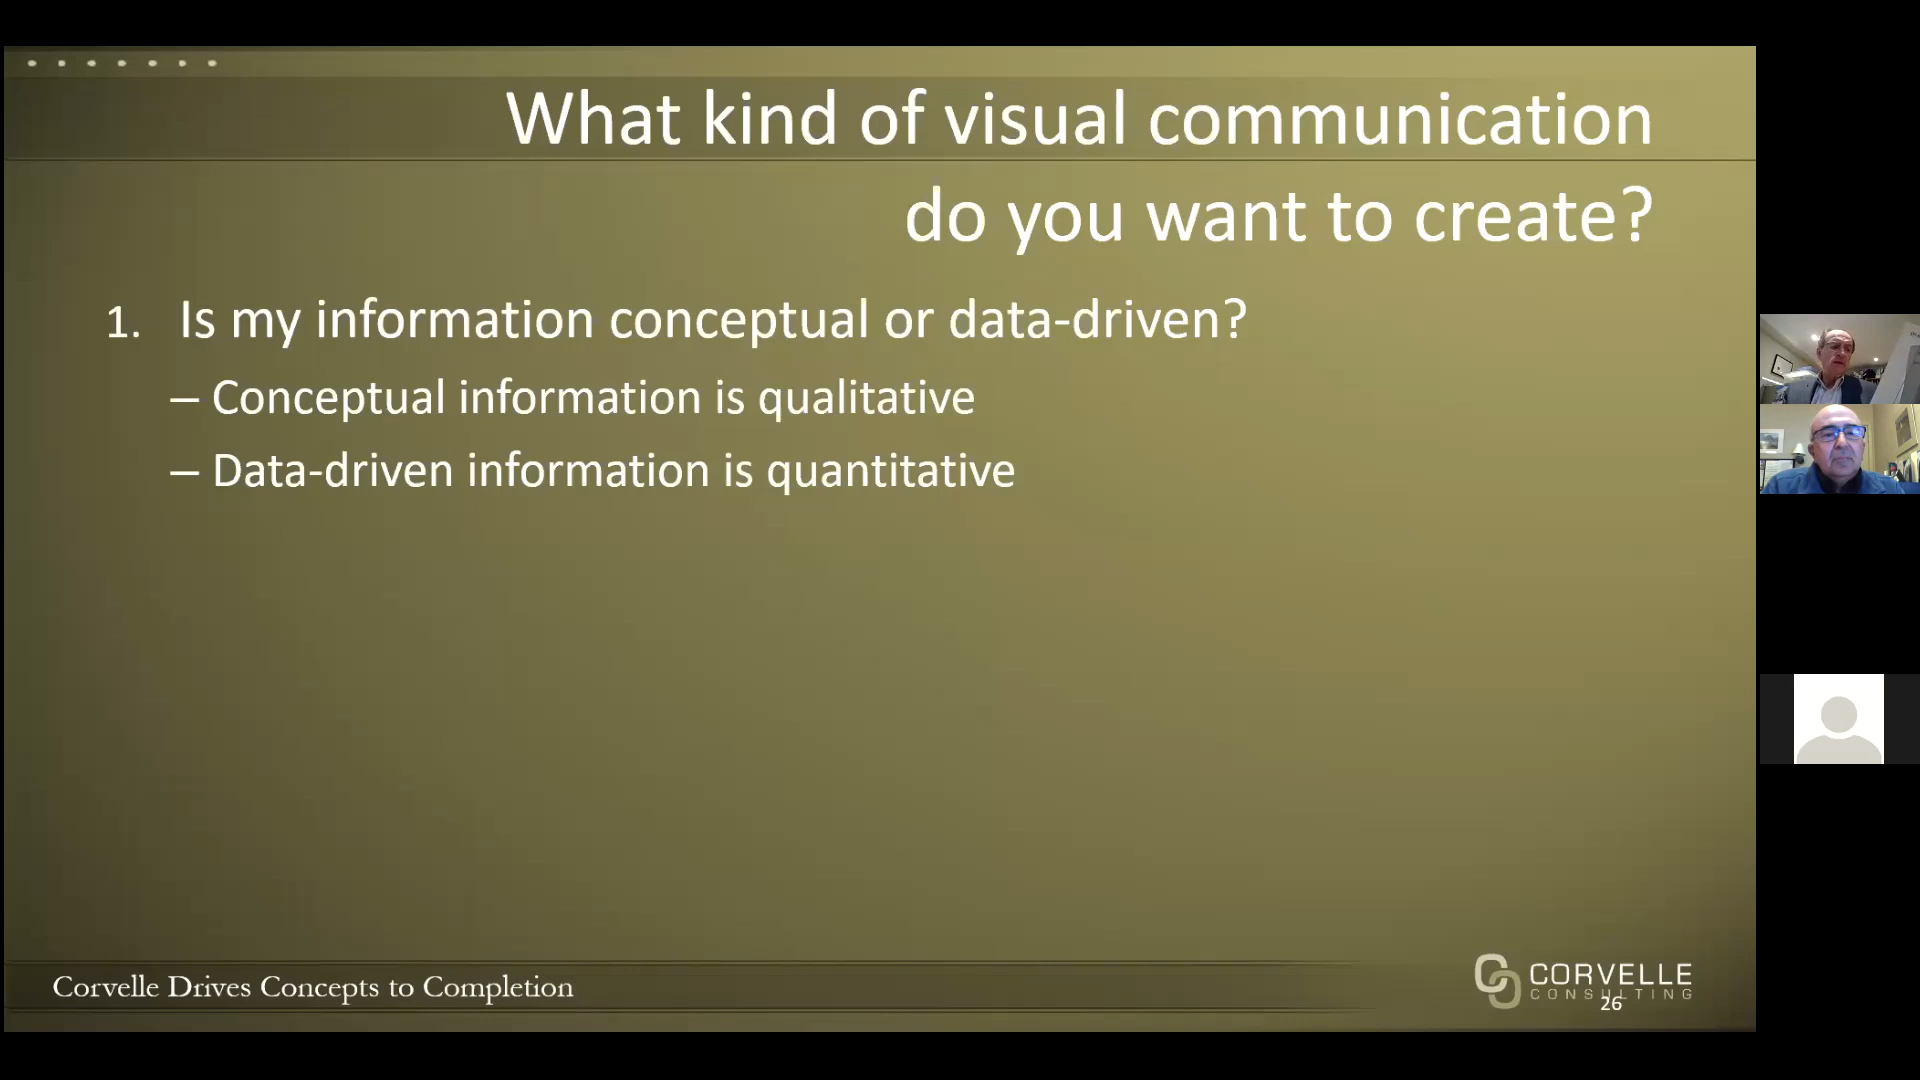 What kind of visual communication
do you want to create?
1. Is my information conceptual or data-driven?
– Conceptual information is qualitative
– Data-driven information is quantitative
Corvelle Drives Concepts to Completion
CORVELLE
CONSULTING
26